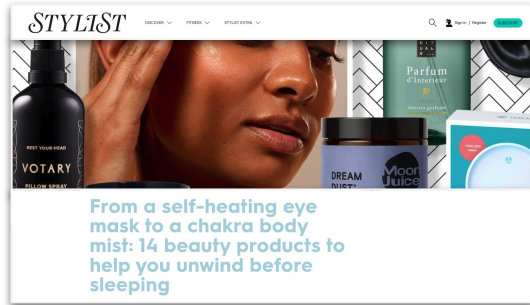 STYLIST
DISCOVER
FITNESS
STYLIST EXTRA
Sign in | Register
SUBSCRIBE
REST YOUR HEAD
VOTARY
PILLOW SPRAY
RITUALS...
Parfum
d'Interieur
DREAM
DUST
Moon
Juice
From a self-heating eye
mask to a chakra body
mist: 14 beauty products to
help you unwind before
sleeping